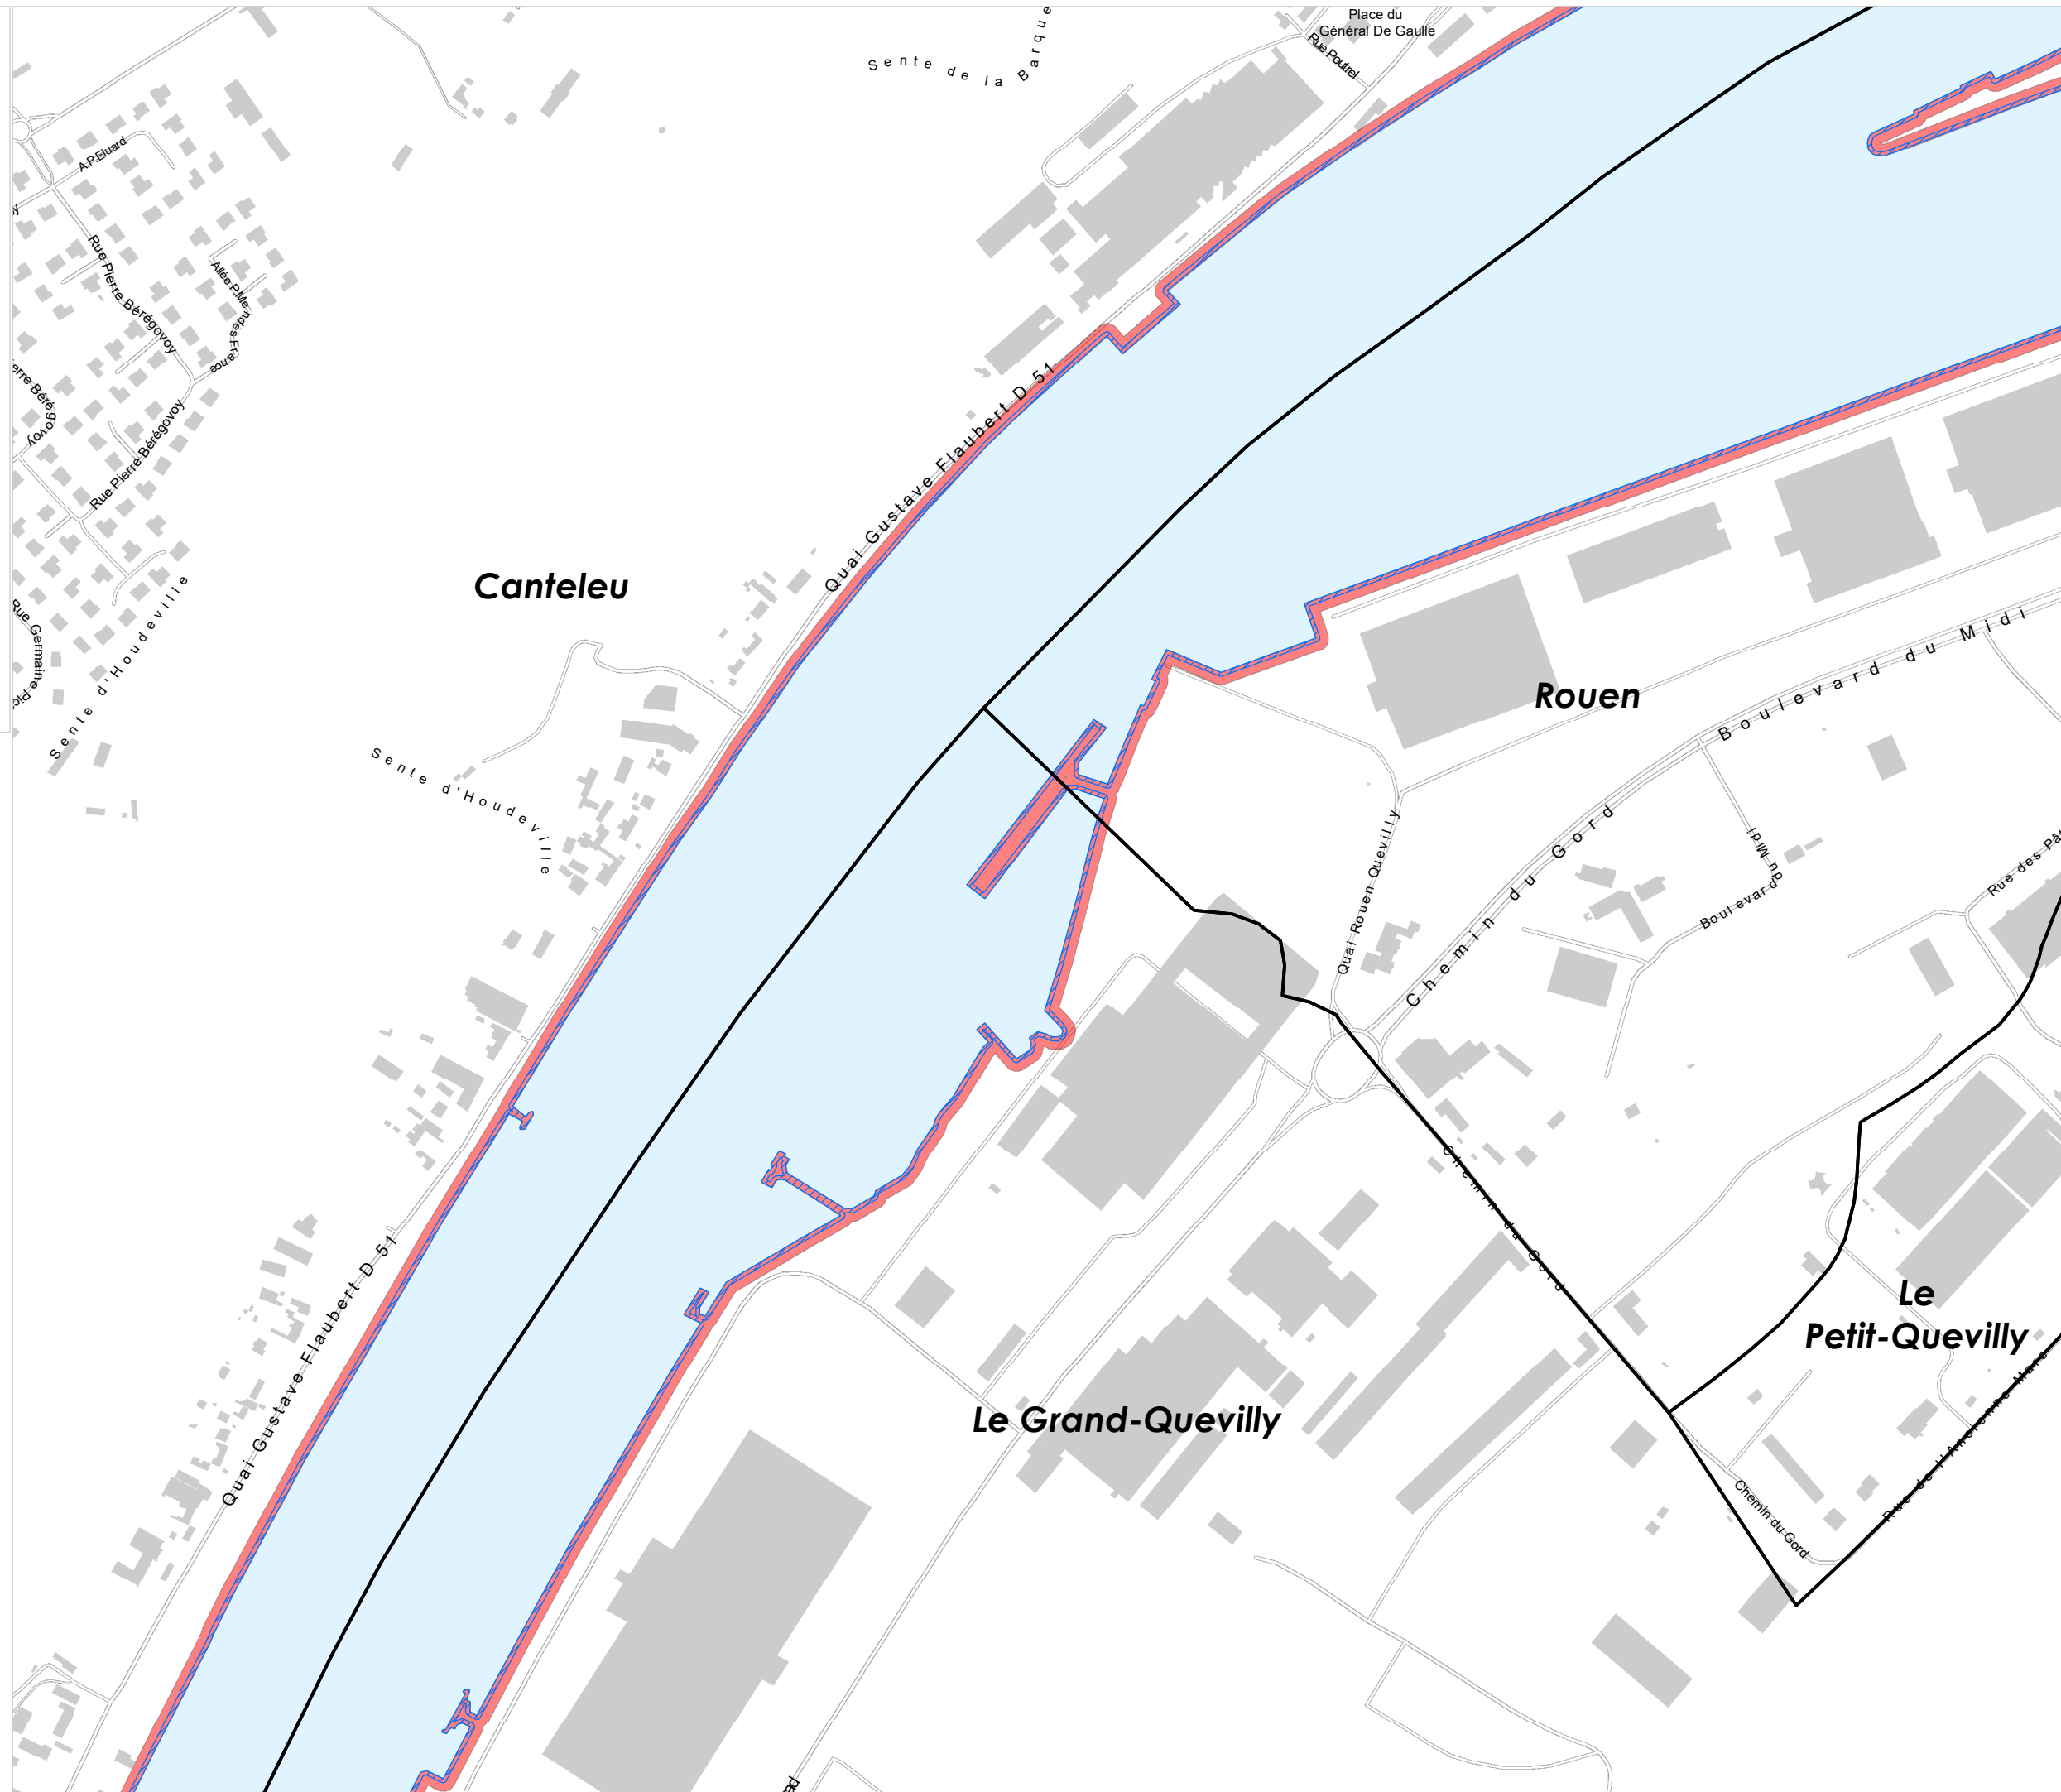 Place du
Général De Gaulle
Rue Poutrel
Sente de la Barque
A.P.Eluard
Rue Pierre Bérégovoy
Allée P.Mendes France
erre Bérégovoy
Rue Pierre Bérégovoy
Rue Germaine
Sente d'Houdeville
Quai Gustave Flaubert D 51
Canteleu
Sente d'Houdeville
Rouen
Boulevard du Midi
Chemin du Gord
Quai Rouen Quevilly
Boulevard du Midi
Rue des
Chemin du Gord
Quai Gustave Flaubert D 51
Le
Petit-Quevilly
Le Grand-Quevilly
Rue de l'Ancienne Mare
Chemin du Gord